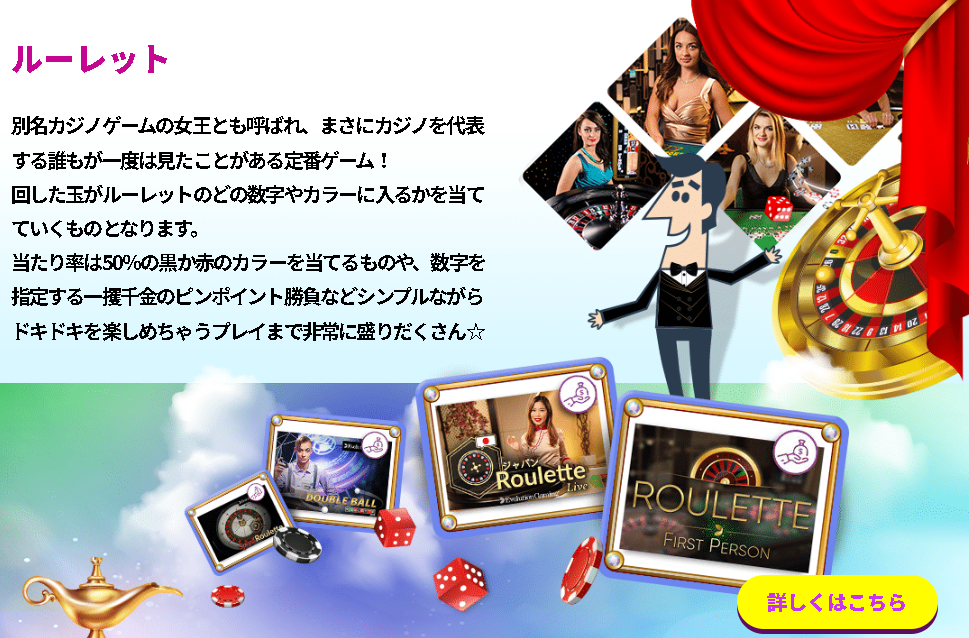 ルーレット
別名カジノゲームの女王とも呼ばれ、まさにカジノを代表
する誰もが一度は見たことがある定番ゲーム！
回した玉がルーレットのどの数字やカラーに入るかを当て
ていくものとなります。
当たり率は50%の黒か赤のカラーを当てるものや、数字を
指定する一攫千金のピンポイント勝負などシンプルながら
ドキドキを楽しめちゃうプレイまで非常に盛りだくさん☆
DOUBLE BALL
ジャパン
Roulette
Live
Evolution Gaming
ROULETTE
FIRST PERSON
詳しくはこちら